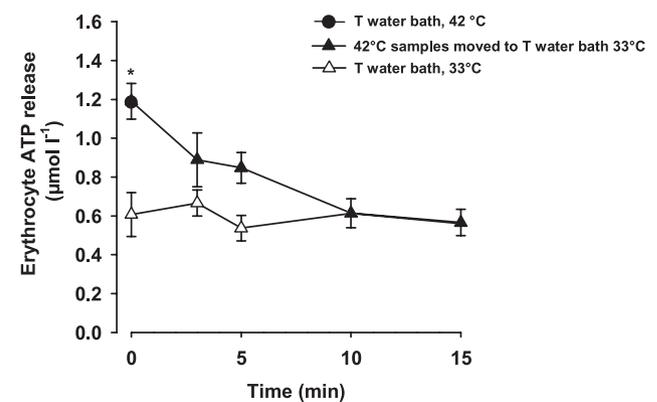 T water bath, 42 °C
42°C samples moved to T water bath 33°C
T water bath, 33°C
Erythrocyte ATP release
(µmol l⁻¹)
1.6
1.4
1.2
1.0
0.8
0.6
0.4
0.2
0.0
*
0 5 10 15
Time (min)